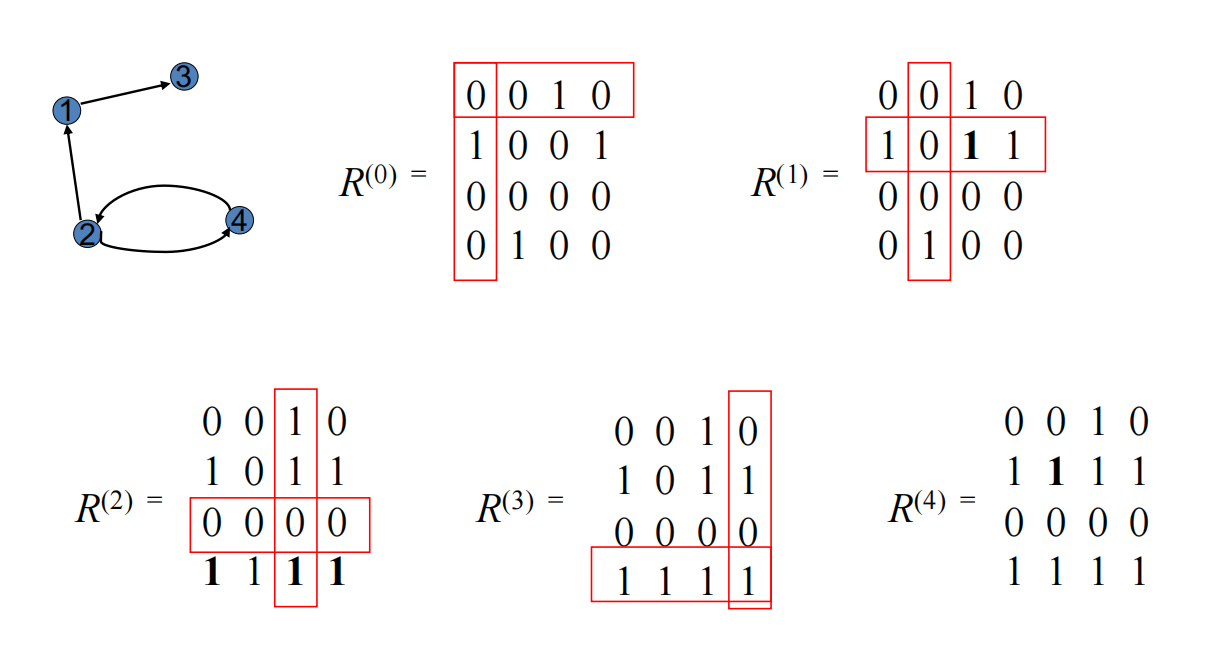 3
1
2
4
R(0) =
0 0 1 0
1 0 0 1
0 0 0 0
0 1 0 0
R(1) =
0 0 1 0
1 0 1 1
0 0 0 0
0 1 0 0
R(2) =
0 0 1 0
1 0 1 1
0 0 0 0
1 1 1 1
R(3) =
0 0 1 0
1 0 1 1
0 0 0 0
1 1 1 1
R(4) =
0 0 1 0
1 1 1 1
0 0 0 0
1 1 1 1